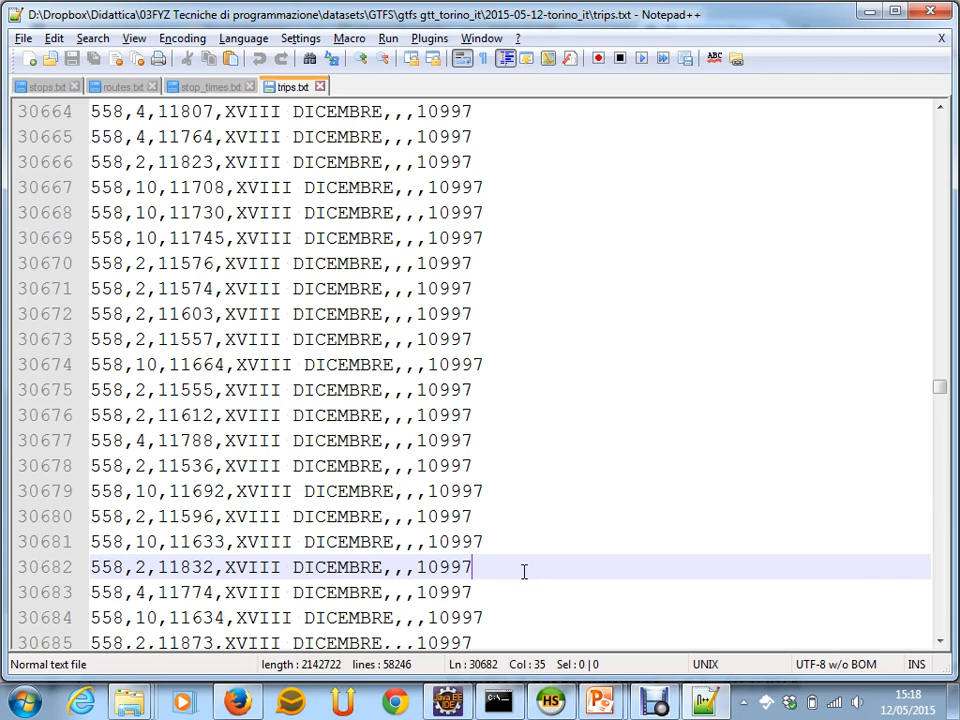 D:\Dropbox\Didattica\03FYZ Tecniche di programmazione\datasets\GTFS\gtfs gtt_torino_it\2015-05-12-torino_it\trips.txt - Notepad++
File Edit Search View Encoding Language Settings Macro Run Plugins Window ? X
stops.txt routes.txt stop_times.txt trips.txt
30664 558,4,11807,XVIII DICEMBRE,,,10997
30665 558,4,11764,XVIII DICEMBRE,,,10997
30666 558,2,11823,XVIII DICEMBRE,,,10997
30667 558,10,11708,XVIII DICEMBRE,,,10997
30668 558,10,11730,XVIII DICEMBRE,,,10997
30669 558,10,11745,XVIII DICEMBRE,,,10997
30670 558,2,11576,XVIII DICEMBRE,,,10997
30671 558,2,11574,XVIII DICEMBRE,,,10997
30672 558,2,11603,XVIII DICEMBRE,,,10997
30673 558,2,11557,XVIII DICEMBRE,,,10997
30674 558,10,11664,XVIII DICEMBRE,,,10997
30675 558,2,11555,XVIII DICEMBRE,,,10997
30676 558,2,11612,XVIII DICEMBRE,,,10997
30677 558,4,11788,XVIII DICEMBRE,,,10997
30678 558,2,11536,XVIII DICEMBRE,,,10997
30679 558,10,11692,XVIII DICEMBRE,,,10997
30680 558,2,11596,XVIII DICEMBRE,,,10997
30681 558,10,11633,XVIII DICEMBRE,,,10997
30682 558,2,11832,XVIII DICEMBRE,,,10997
30683 558,4,11774,XVIII DICEMBRE,,,10997
30684 558,10,11634,XVIII DICEMBRE,,,10997
30685 558,2,11873,XVIII DICEMBRE,,,10997
Normal text file length : 2142722 lines : 58246 Ln : 30682 Col : 35 Sel : 0 | 0 UNIX UTF-8 w/o BOM INS
Java EE IDE
C:\
HS
15:18
12/05/2015